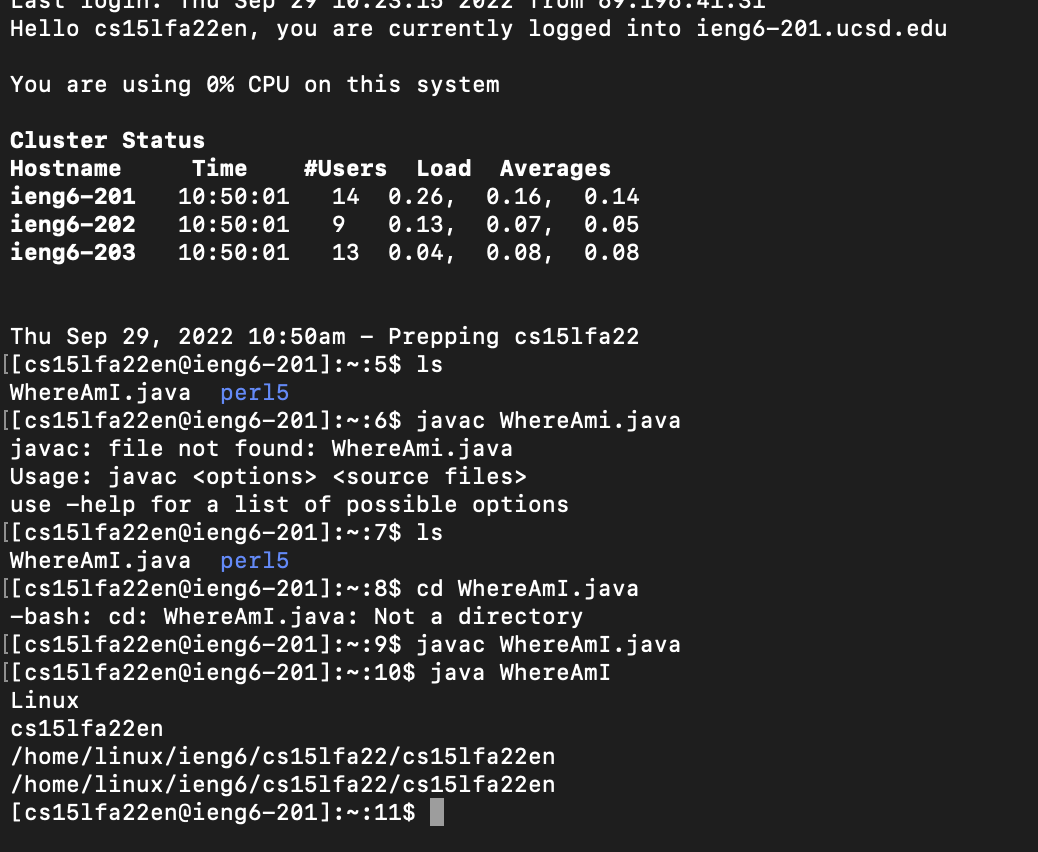 Last login: Thu Sep 29 10:23:15 2022 from 69.196.41.31
Hello cs15lfa22en, you are currently logged into ieng6-201.ucsd.edu
You are using 0% CPU on this system
Cluster Status
Hostname     Time    #Users  Load  Averages
ieng6-201   10:50:01   14  0.26,  0.16,  0.14
ieng6-202   10:50:01   9   0.13,  0.07,  0.05
ieng6-203   10:50:01   13  0.04,  0.08,  0.08
Thu Sep 29, 2022 10:50am - Prepping cs15lfa22
[[cs15lfa22en@ieng6-201]:~:5$ ls
WhereAmI.java  perl5
[[cs15lfa22en@ieng6-201]:~:6$ javac WhereAmi.java
javac: file not found: WhereAmi.java
Usage: javac <options> <source files>
use -help for a list of possible options
[[cs15lfa22en@ieng6-201]:~:7$ ls
WhereAmI.java  perl5
[[cs15lfa22en@ieng6-201]:~:8$ cd WhereAmI.java
-bash: cd: WhereAmI.java: Not a directory
[[cs15lfa22en@ieng6-201]:~:9$ javac WhereAmI.java
[[cs15lfa22en@ieng6-201]:~:10$ java WhereAmI
Linux
cs15lfa22en
/home/linux/ieng6/cs15lfa22/cs15lfa22en
/home/linux/ieng6/cs15lfa22/cs15lfa22en
[cs15lfa22en@ieng6-201]:~:11$